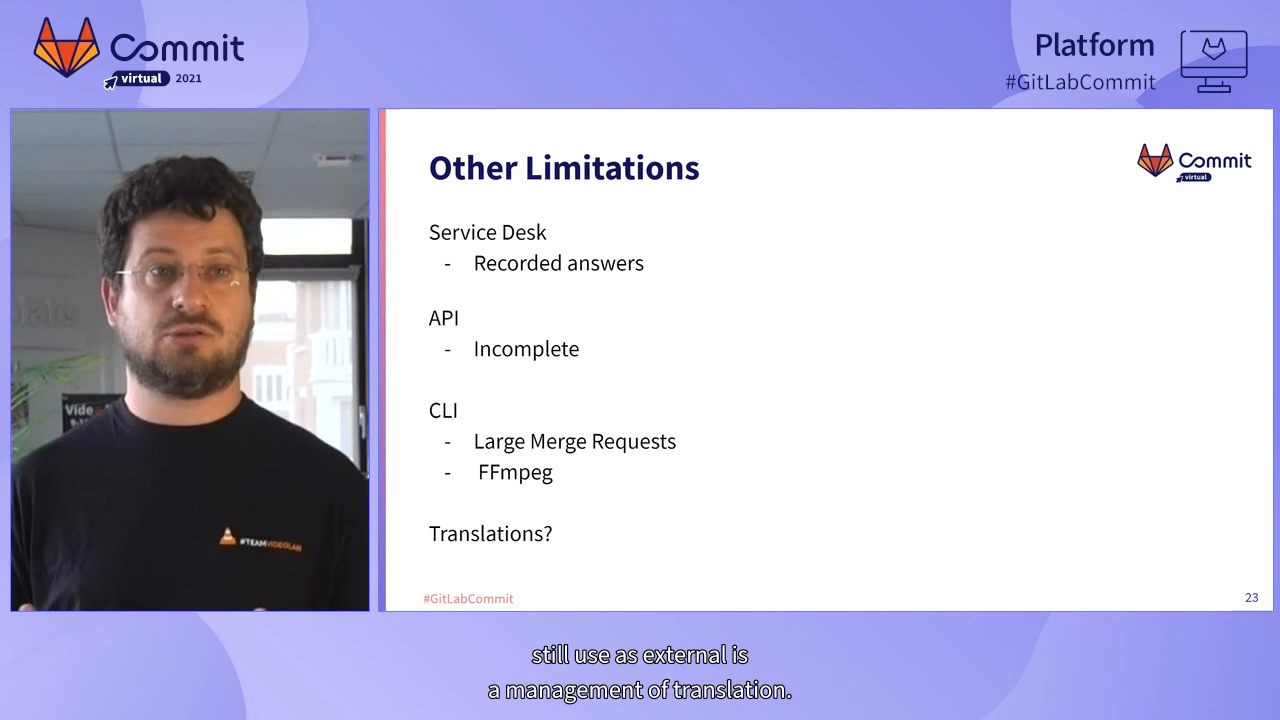 Commit
virtual 2021
Platform
#GitLabCommit
Other Limitations
Commit
virtual
Service Desk
- Recorded answers
API
- Incomplete
CLI
- Large Merge Requests
- FFmpeg
Translations?
#GitLabCommit
23
#TEAMVIDEOLAN
still use as external is
a management of translation.